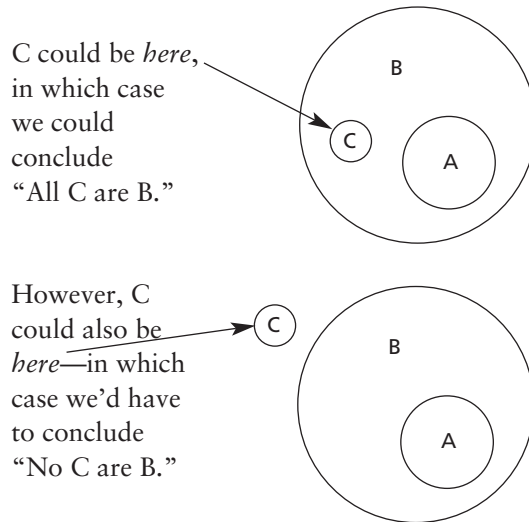 C could be here,
in which case
we could
conclude
“All C are B.”
B
C
A
However, C
could also be
here—in which
case we’d have
to conclude
“No C are B.”
C
B
A